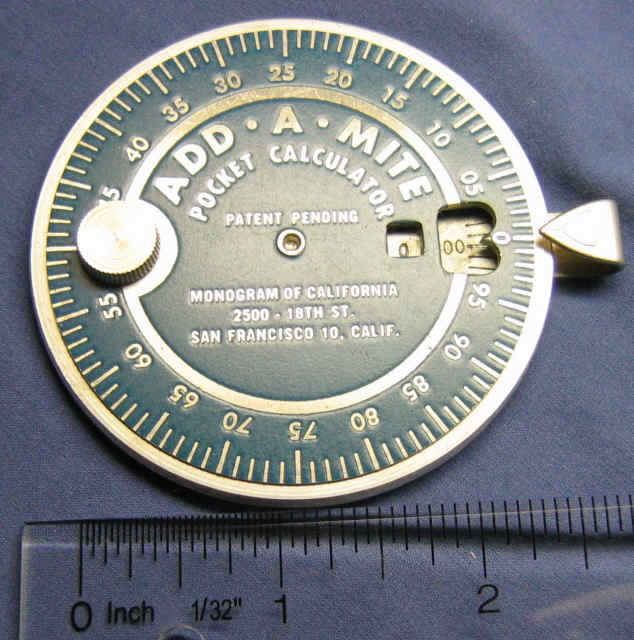 ADD · A · MITE
POCKET CALCULATOR
PATENT PENDING
MONOGRAM OF CALIFORNIA
2500 - 18TH ST.
SAN FRANCISCO 10, CALIF.
0
00
0
05
10
15
20
25
30
35
40
55
60
65
70
75
80
85
90
95
0 Inch 1/32" 1 2